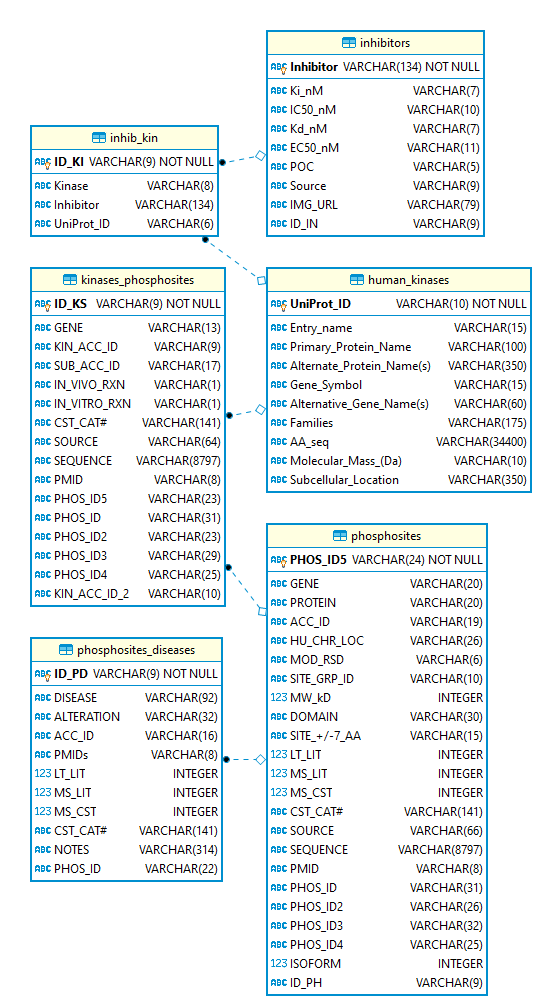 inhibitors
ABC Inhibitor VARCHAR(134) NOT NULL
ABC Ki_nM VARCHAR(7)
ABC IC50_nM VARCHAR(10)
ABC Kd_nM VARCHAR(7)
ABC EC50_nM VARCHAR(11)
ABC POC VARCHAR(5)
ABC Source VARCHAR(9)
ABC IMG_URL VARCHAR(79)
ABC ID_IN VARCHAR(9)
inhib_kin
ABC ID_KI VARCHAR(9) NOT NULL
ABC Kinase VARCHAR(8)
ABC Inhibitor VARCHAR(134)
ABC UniProt_ID VARCHAR(6)
kinases_phosphosites
ABC ID_KS VARCHAR(9) NOT NULL
ABC GENE VARCHAR(13)
ABC KIN_ACC_ID VARCHAR(9)
ABC SUB_ACC_ID VARCHAR(17)
ABC IN_VIVO_RXN VARCHAR(1)
ABC IN_VITRO_RXN VARCHAR(1)
ABC CST_CAT# VARCHAR(141)
ABC SOURCE VARCHAR(64)
ABC SEQUENCE VARCHAR(8797)
ABC PMID VARCHAR(8)
ABC PHOS_ID5 VARCHAR(23)
ABC PHOS_ID VARCHAR(31)
ABC PHOS_ID2 VARCHAR(23)
ABC PHOS_ID3 VARCHAR(29)
ABC PHOS_ID4 VARCHAR(25)
ABC KIN_ACC_ID_2 VARCHAR(10)
human_kinases
ABC UniProt_ID VARCHAR(10) NOT NULL
ABC Entry_name VARCHAR(15)
ABC Primary_Protein_Name VARCHAR(100)
ABC Alternate_Protein_Name(s) VARCHAR(350)
ABC Gene_Symbol VARCHAR(15)
ABC Alternative_Gene_Name(s) VARCHAR(60)
ABC Families VARCHAR(175)
ABC AA_seq VARCHAR(34400)
ABC Molecular_Mass_(Da) VARCHAR(10)
ABC Subcellular_Location VARCHAR(350)
phosphosites
ABC PHOS_ID5 VARCHAR(24) NOT NULL
ABC GENE VARCHAR(20)
ABC PROTEIN VARCHAR(20)
ABC ACC_ID VARCHAR(19)
ABC HU_CHR_LOC VARCHAR(26)
ABC MOD_RSD VARCHAR(6)
ABC SITE_GRP_ID VARCHAR(10)
123 MW_kD INTEGER
ABC DOMAIN VARCHAR(30)
ABC SITE_+/-7_AA VARCHAR(15)
123 LT_LIT INTEGER
123 MS_LIT INTEGER
123 MS_CST INTEGER
ABC CST_CAT# VARCHAR(141)
ABC SOURCE VARCHAR(66)
ABC SEQUENCE VARCHAR(8797)
ABC PMID VARCHAR(8)
ABC PHOS_ID VARCHAR(31)
ABC PHOS_ID2 VARCHAR(26)
ABC PHOS_ID3 VARCHAR(32)
ABC PHOS_ID4 VARCHAR(25)
123 ISOFORM INTEGER
ABC ID_PH VARCHAR(9)
phosphosites_diseases
ABC ID_PD VARCHAR(9) NOT NULL
ABC DISEASE VARCHAR(92)
ABC ALTERATION VARCHAR(32)
ABC ACC_ID VARCHAR(16)
ABC PMIDs VARCHAR(8)
123 LT_LIT INTEGER
123 MS_LIT INTEGER
123 MS_CST INTEGER
ABC CST_CAT# VARCHAR(141)
ABC NOTES VARCHAR(314)
ABC PHOS_ID VARCHAR(22)